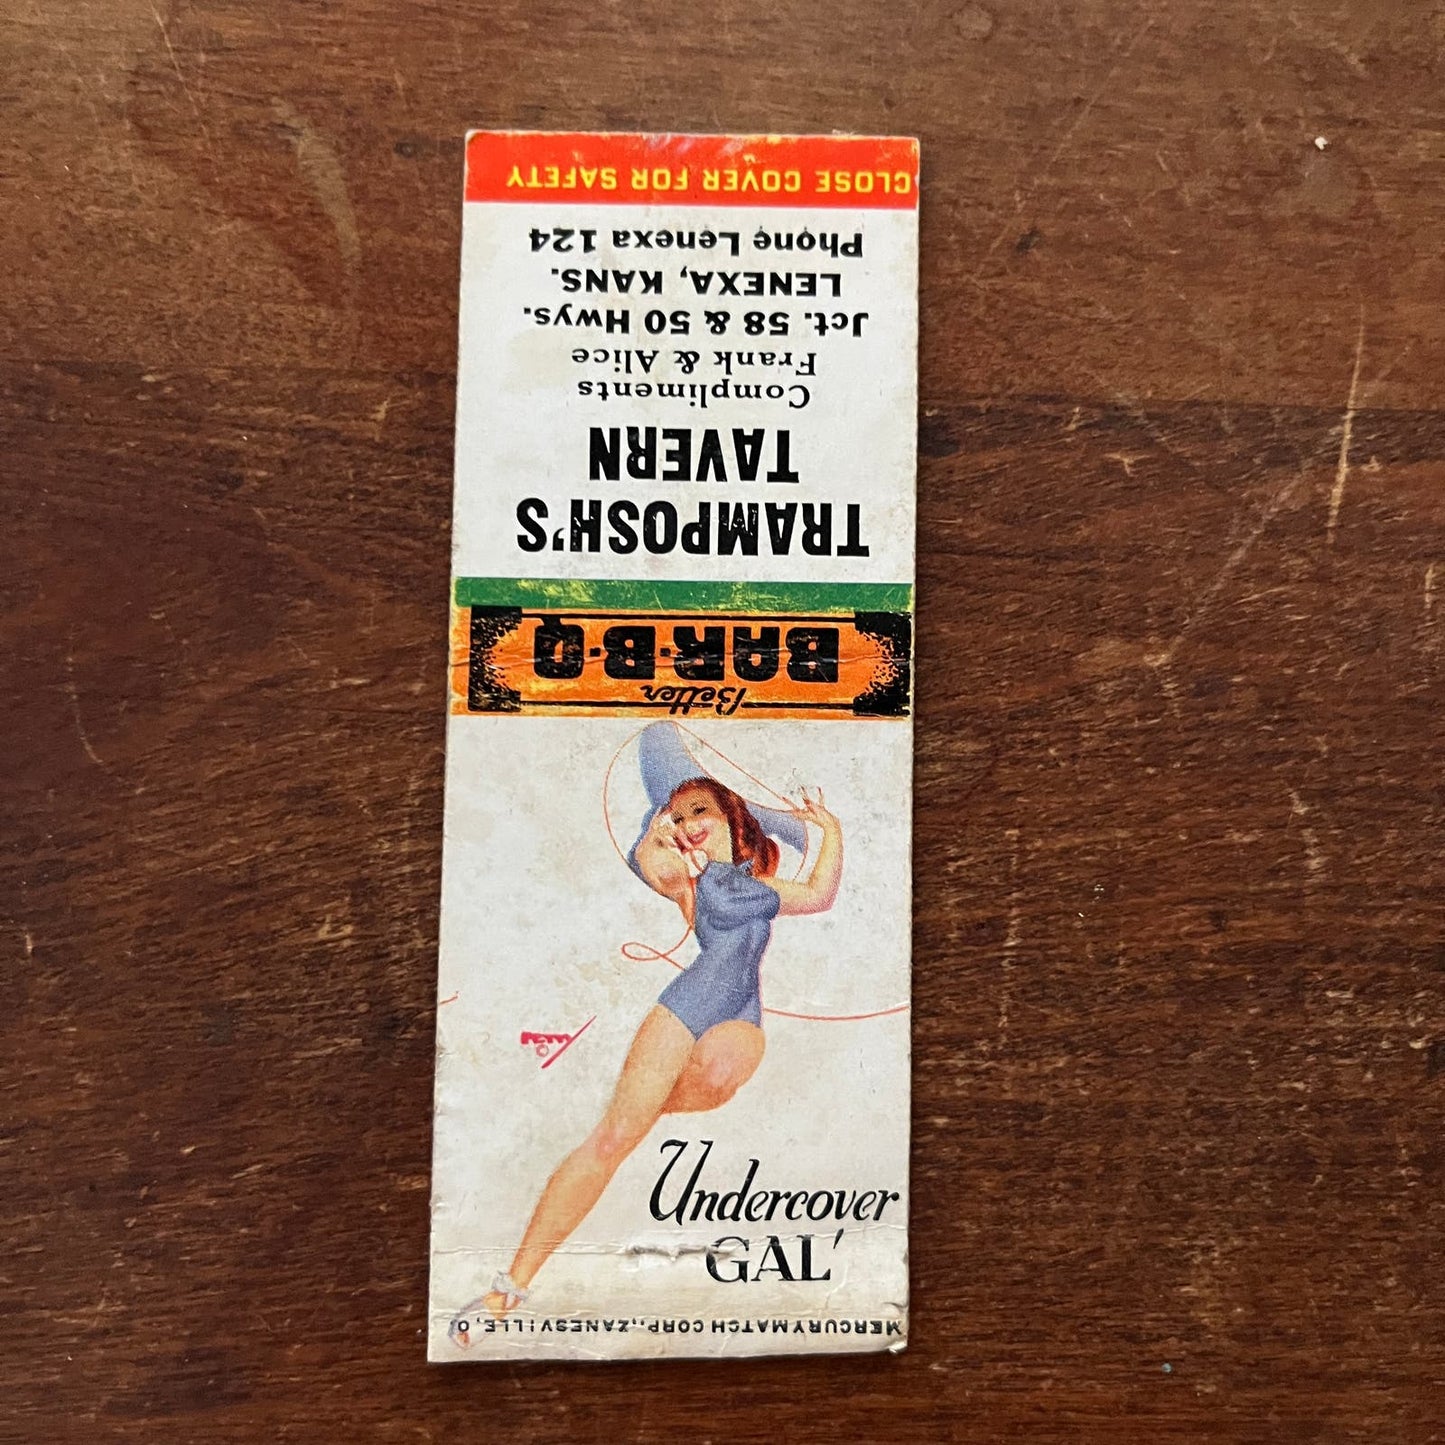 TRAMPOSH'S
TAVERN
Compliments
Frank & Alice
Jct. 58 & 50 Hwys.
LENEXA, KANS.
Phone Lenexa 124
CLOSE COVER FOR SAFETY
Better
BAR-B-Q
Undercover
GAL'
MERCURY MATCH CORP., ZANESVILLE, O.